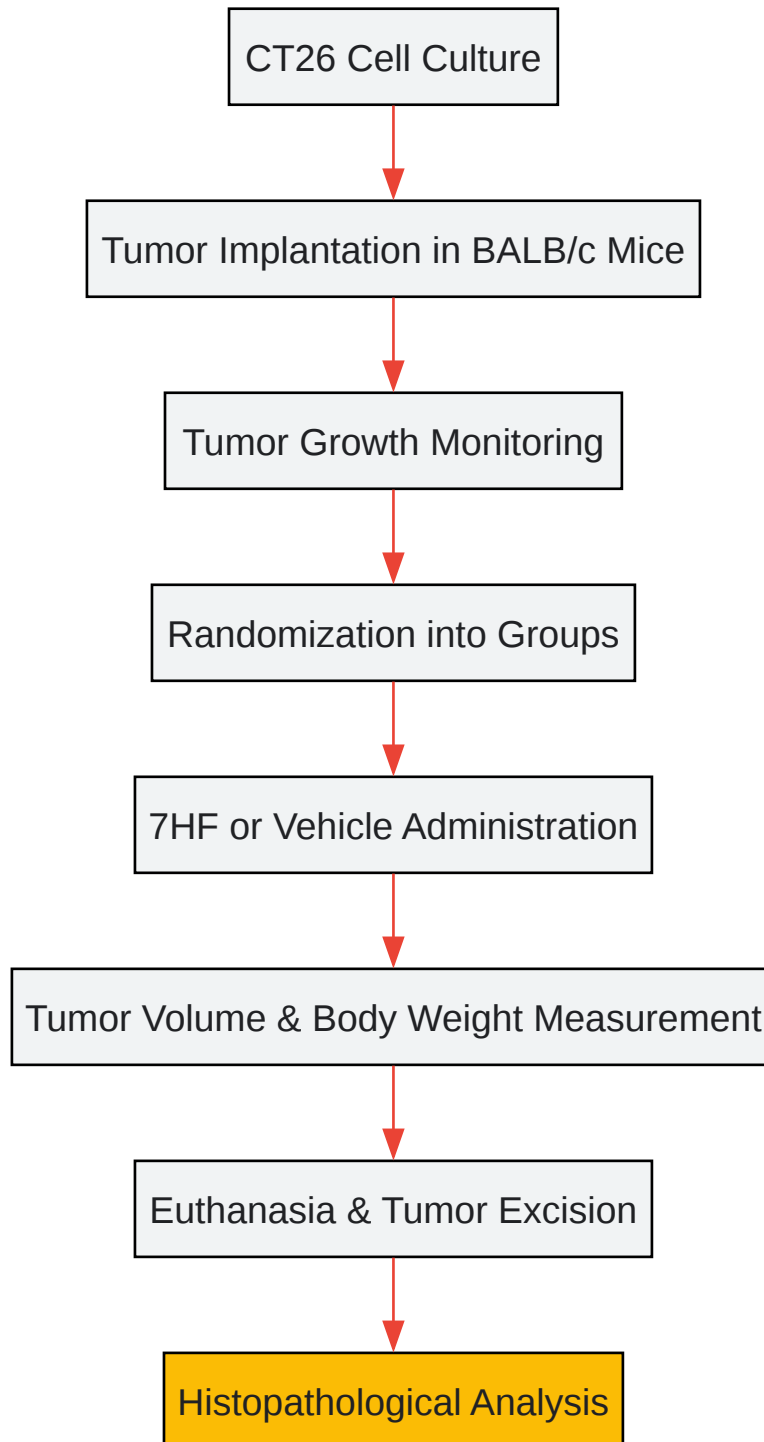 CT26 Cell Culture
Tumor Implantation in BALB/c Mice
Tumor Growth Monitoring
Randomization into Groups
7HF or Vehicle Administration
Tumor Volume & Body Weight Measurement
Euthanasia & Tumor Excision
Histopathological Analysis